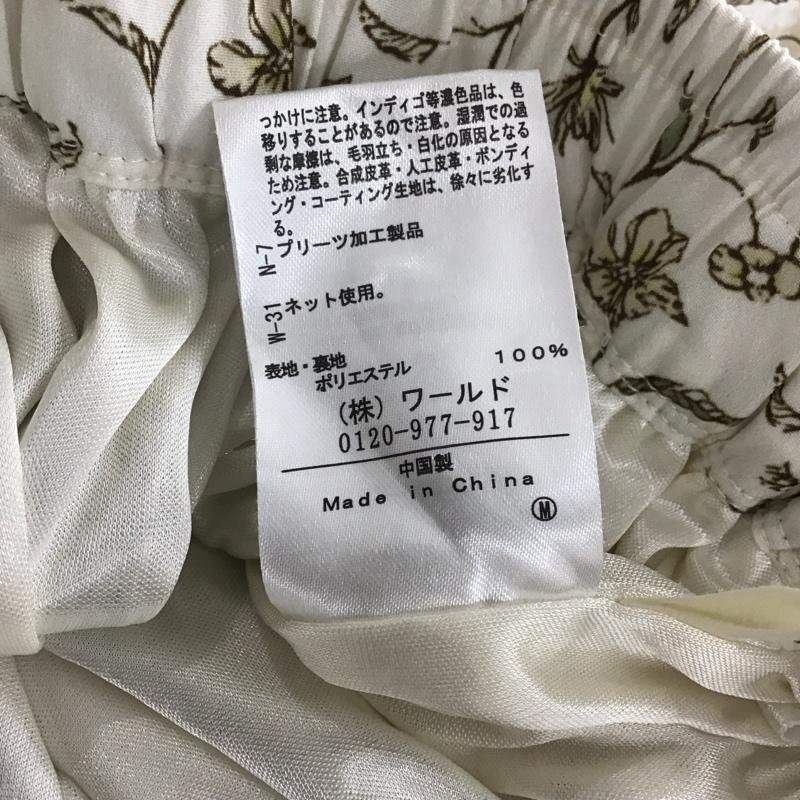 っかけに注意。インディゴ等濃色品は、色
移りすることがあるので注意。湿潤での過
剰な摩擦は、毛羽立ち・白化の原因となる
ため注意。合成皮革・人工皮革・ボンディ
ング・コーティング生地は、徐々に劣化す
る。
N-7 プリーツ加工製品
W-31 ネット使用。
表地・裏地
ポリエステル 100%
(株) ワールド
0120-977-917
中国製
Made in China
Ⓜ